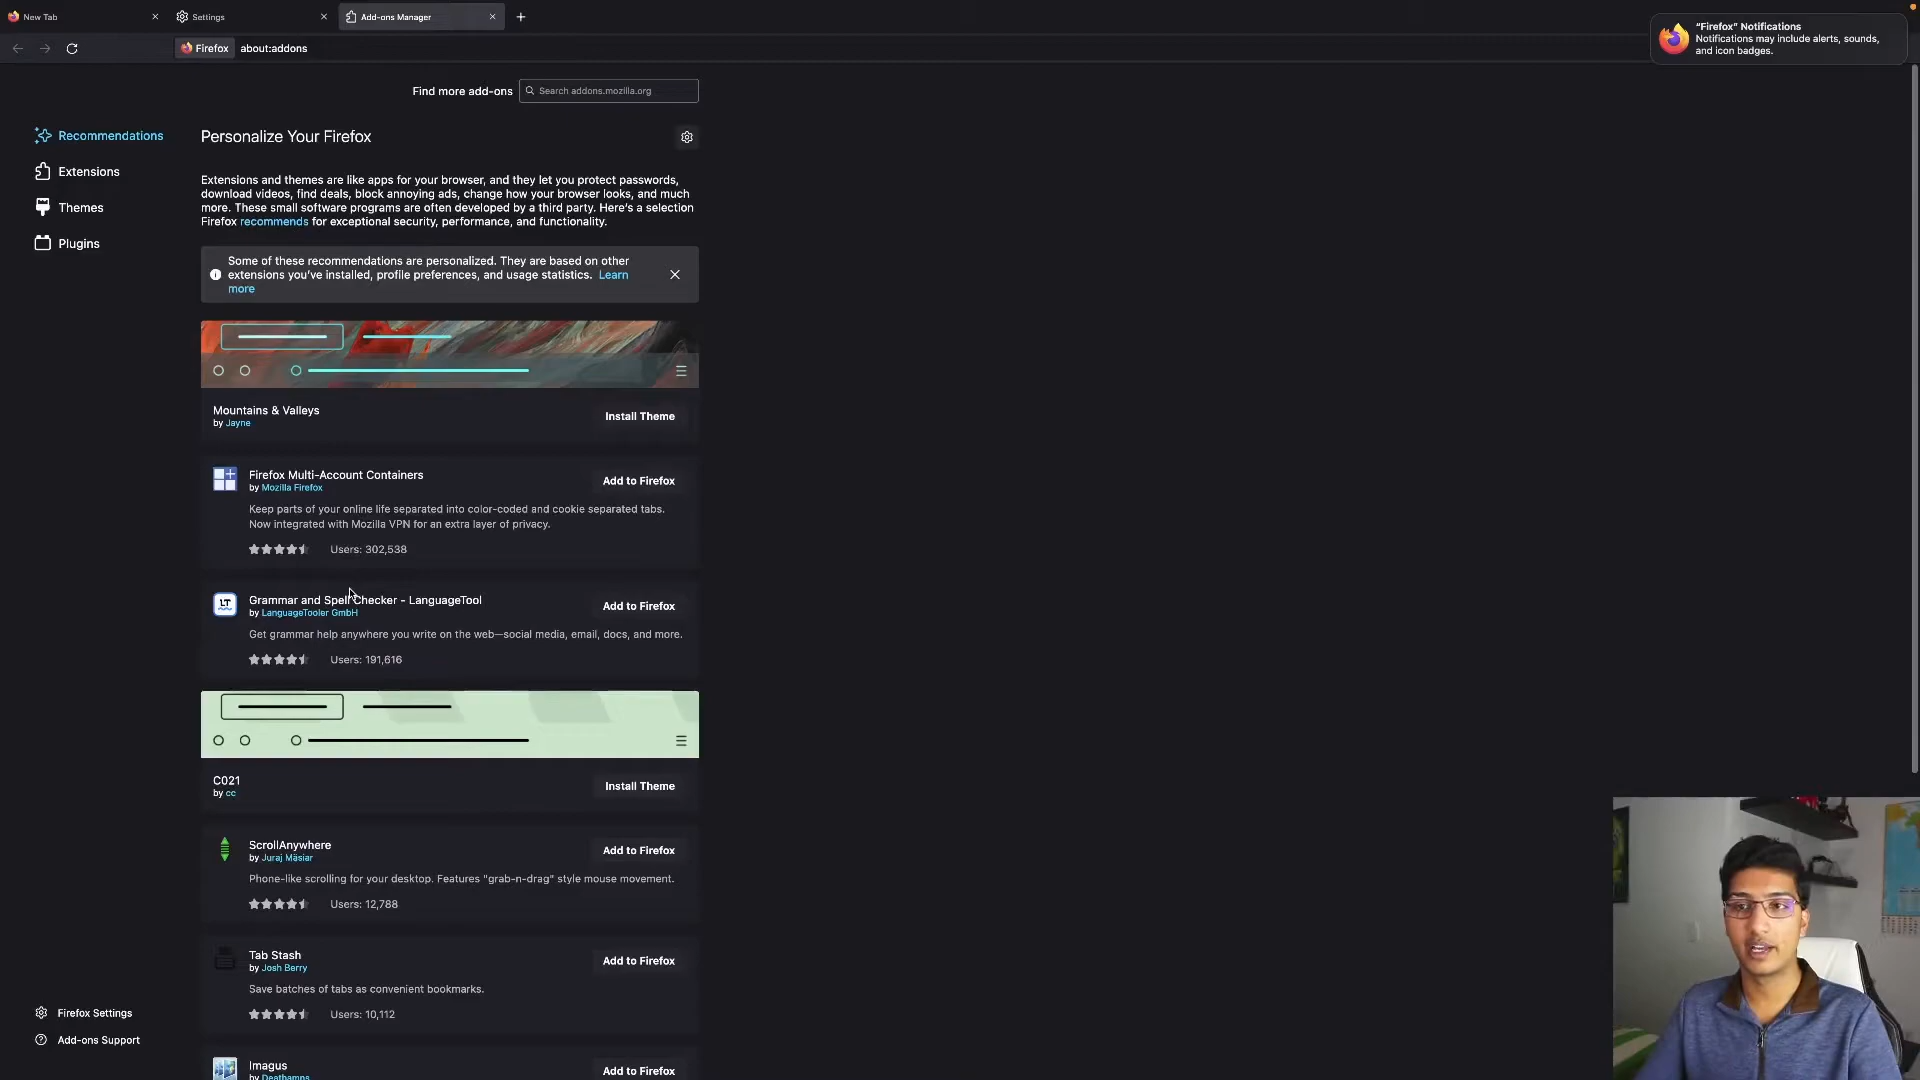 New Tab
Settings
Add-ons Manager
Firefox
about:addons
"Firefox" Notifications
Notifications may include alerts, sounds,
and icon badges.
Find more add-ons
Search addons.mozilla.org
Recommendations
Extensions
Themes
Plugins
Personalize Your Firefox
Extensions and themes are like apps for your browser, and they let you protect passwords,
download videos, find deals, block annoying ads, change how your browser looks, and much
more. These small software programs are often developed by a third party. Here's a selection
Firefox recommends for exceptional security, performance, and functionality.
Some of these recommendations are personalized. They are based on other
extensions you've installed, profile preferences, and usage statistics. Learn
more
Mountains & Valleys
by Jayne
Install Theme
Firefox Multi-Account Containers
by Mozilla Firefox
Add to Firefox
Keep parts of your online life separated into color-coded and cookie separated tabs.
Now integrated with Mozilla VPN for an extra layer of privacy.
Users: 302,538
Grammar and Spell Checker - LanguageTool
by LanguageTooler GmbH
Add to Firefox
LT
Get grammar help anywhere you write on the web—social media, email, docs, and more.
Users: 191,616
C021
by cc
Install Theme
ScrollAnywhere
by Juraj Mäsiar
Add to Firefox
Phone-like scrolling for your desktop. Features "grab-n-drag" style mouse movement.
Users: 12,788
Tab Stash
by Josh Berry
Add to Firefox
Save batches of tabs as convenient bookmarks.
Users: 10,112
Imagus
by Deathamns
Add to Firefox
Firefox Settings
Add-ons Support